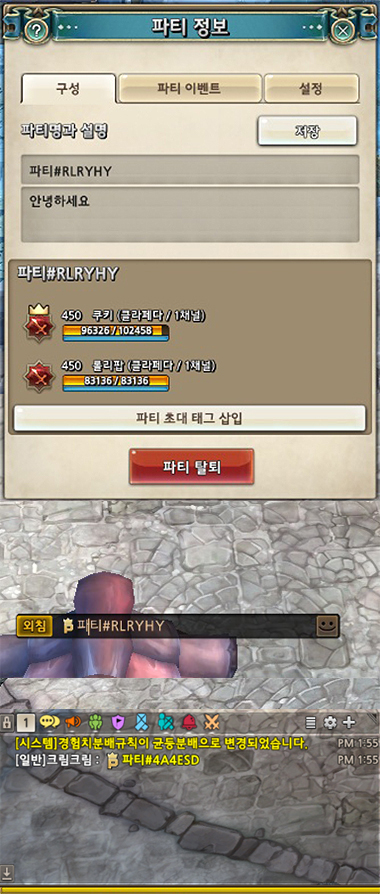 파티 정보
구성
파티 이벤트
설정
파티명과 설명
저장
파티#RLRYHY
안녕하세요
파티#RLRYHY
450 쿠키 (클라페다 / 1채널)
96326 / 102458
450 롤리팝 (클라페다 / 1채널)
83136 / 83136
파티 초대 태그 삽입
파티 탈퇴
외침 파티#RLRYHY
1
[시스템]경험치분배규칙이 균등분배으로 변경되었습니다. PM 1:55
[일반]크림크림 : 파티#4A4ESD PM 1:55